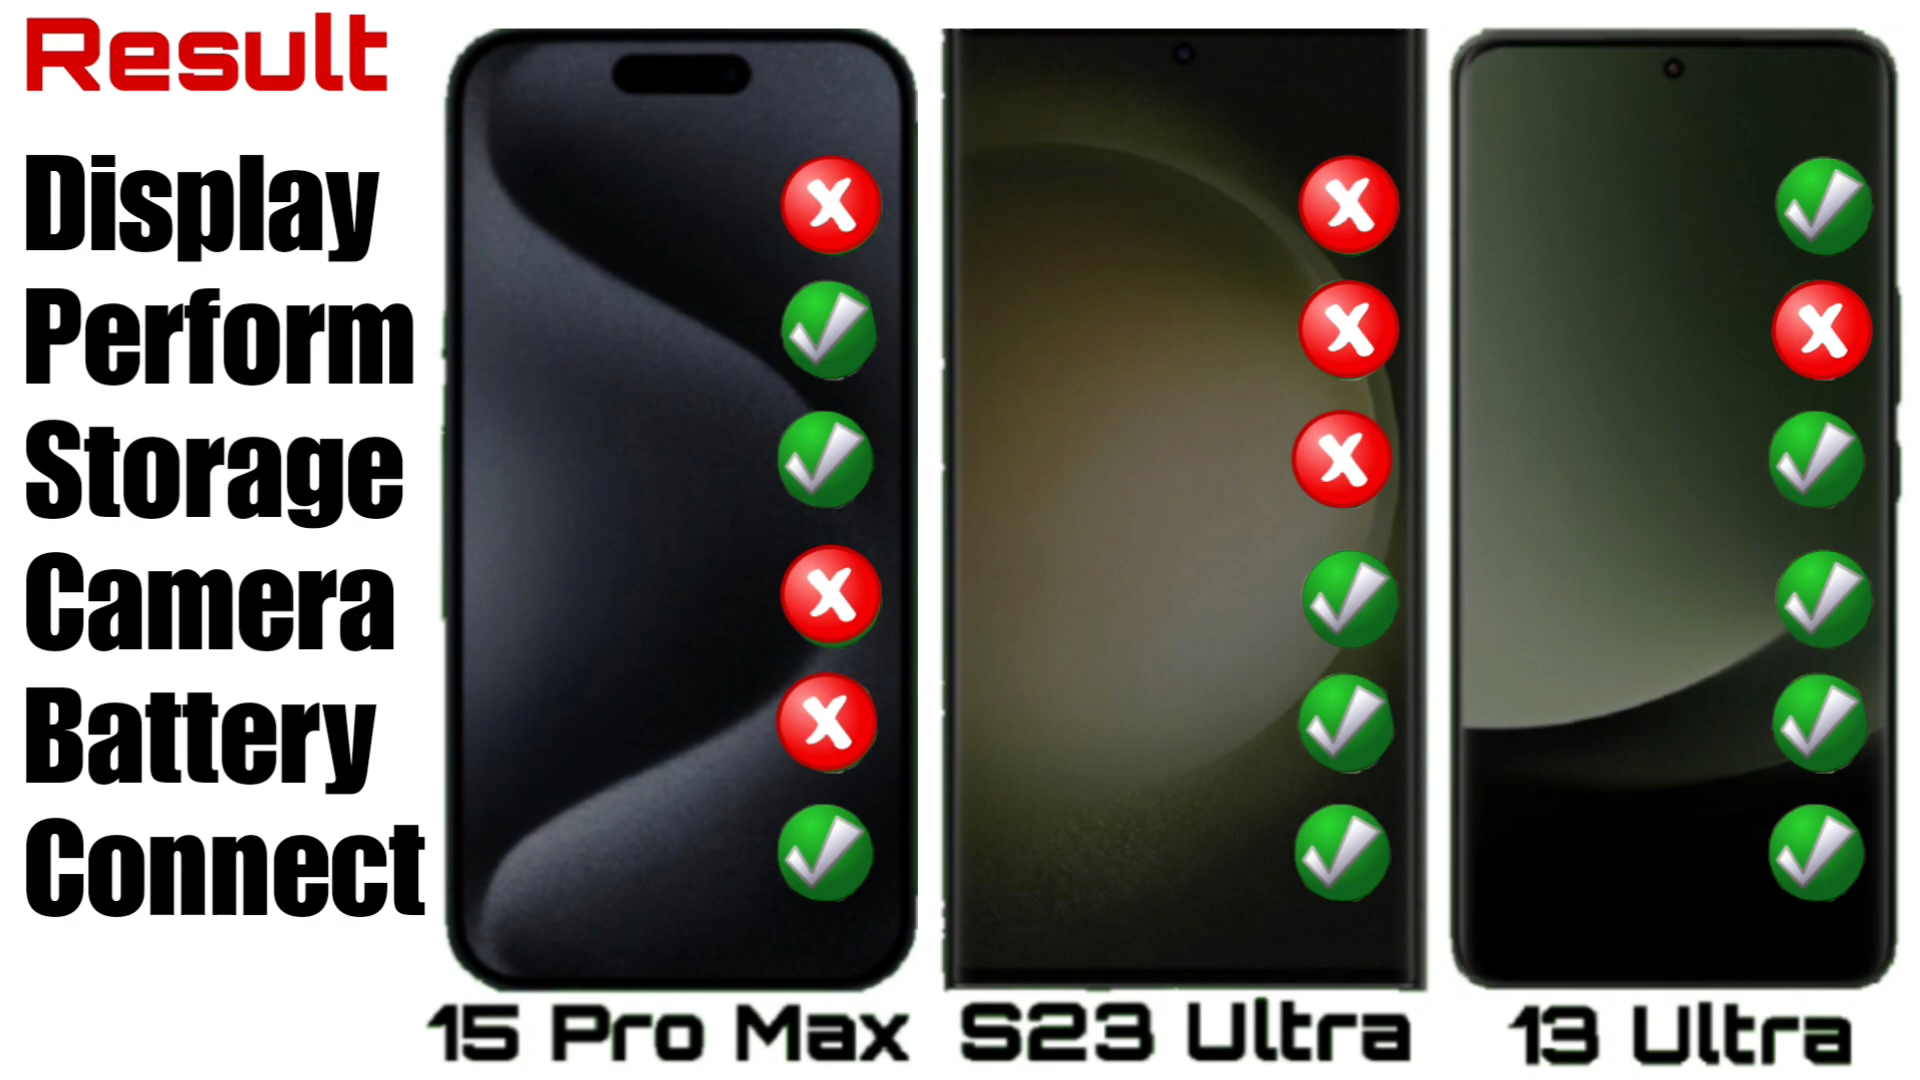 Result
Display
Perform
Storage
Camera
Battery
Connect
15 Pro Max
S23 Ultra
13 Ultra